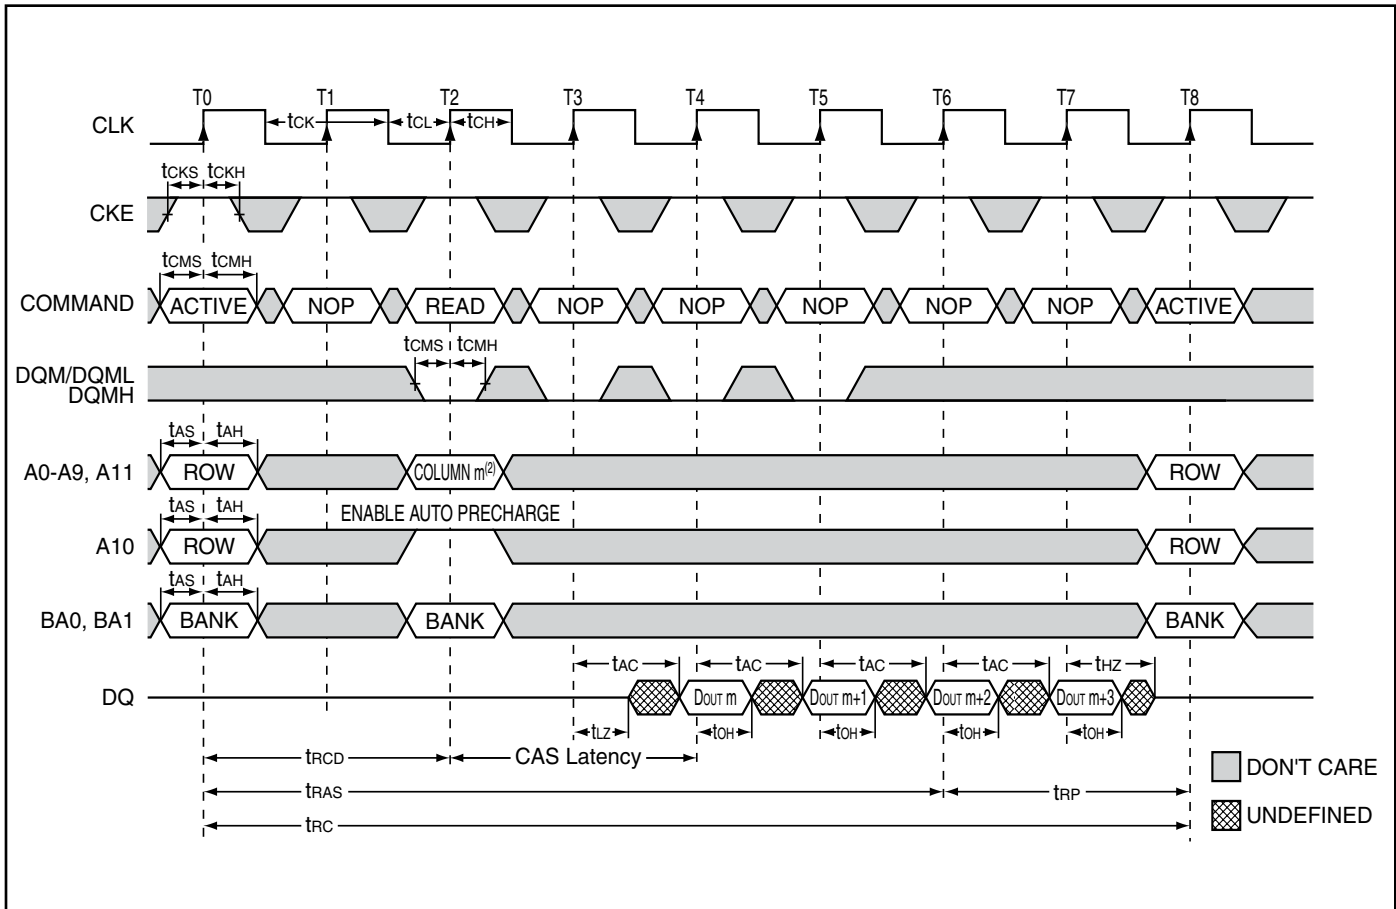 T0 T1 T2 T3 T4 T5 T6 T7 T8
CLK tCK tCL tCH
tCKS tCKH
CKE
tCMS tCMH
COMMAND ACTIVE NOP READ NOP NOP NOP NOP NOP ACTIVE
tCMS tCMH
DQM/DQML
DQMH
tAS tAH
A0-A9, A11 ROW COLUMN m(2) ROW
tAS tAH ENABLE AUTO PRECHARGE
A10 ROW ROW
tAS tAH
BA0, BA1 BANK BANK BANK
tAC tAC tAC tAC tHZ
DQ DOUT m DOUT m+1 DOUT m+2 DOUT m+3
tLZ tOH tOH tOH tOH
tRCD CAS Latency
DON'T CARE
tRAS tRP
UNDEFINED
tRC